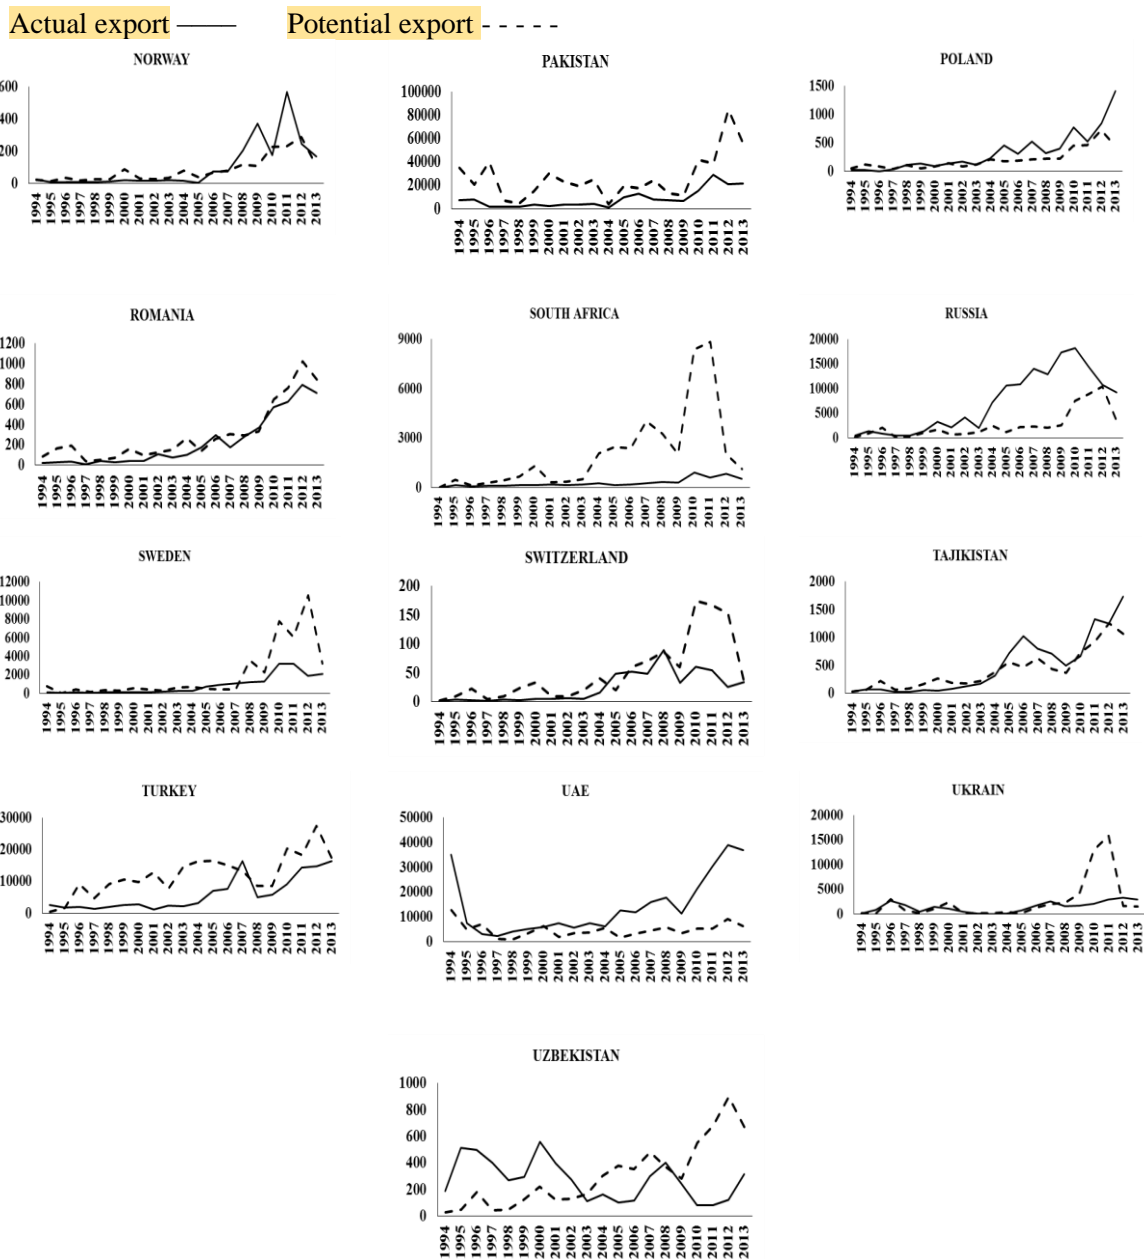 Actual export Potential export
NORWAY
600
400
200
0
1994 1995 1996 1997 1998 1999 2000 2001 2002 2003 2004 2005 2006 2007 2008 2009 2010 2011 2012 2013
PAKISTAN
100000
80000
60000
40000
20000
0
1994 1995 1996 1997 1998 1999 2000 2001 2002 2003 2004 2005 2006 2007 2008 2009 2010 2011 2012 2013
POLAND
1500
1000
500
0
1994 1995 1996 1997 1998 1999 2000 2001 2002 2003 2004 2005 2006 2007 2008 2009 2010 2011 2012 2013
ROMANIA
1200
1000
800
600
400
200
0
1994 1995 1996 1997 1998 1999 2000 2001 2002 2003 2004 2005 2006 2007 2008 2009 2010 2011 2012 2013
SOUTH AFRICA
9000
6000
3000
0
1994 1995 1996 1997 1998 1999 2000 2001 2002 2003 2004 2005 2006 2007 2008 2009 2010 2011 2012 2013
RUSSIA
20000
15000
10000
5000
0
1994 1995 1996 1997 1998 1999 2000 2001 2002 2003 2004 2005 2006 2007 2008 2009 2010 2011 2012 2013
SWEDEN
12000
10000
8000
6000
4000
2000
0
1994 1995 1996 1997 1998 1999 2000 2001 2002 2003 2004 2005 2006 2007 2008 2009 2010 2011 2012 2013
SWITZERLAND
200
150
100
50
0
1994 1995 1996 1997 1998 1999 2000 2001 2002 2003 2004 2005 2006 2007 2008 2009 2010 2011 2012 2013
TAJIKISTAN
2000
1500
1000
500
0
1994 1995 1996 1997 1998 1999 2000 2001 2002 2003 2004 2005 2006 2007 2008 2009 2010 2011 2012 2013
TURKEY
30000
20000
10000
0
1994 1995 1996 1997 1998 1999 2000 2001 2002 2003 2004 2005 2006 2007 2008 2009 2010 2011 2012 2013
UAE
50000
40000
30000
20000
10000
0
1994 1995 1996 1997 1998 1999 2000 2001 2002 2003 2004 2005 2006 2007 2008 2009 2010 2011 2012 2013
UKRAIN
20000
15000
10000
5000
0
1994 1995 1996 1997 1998 1999 2000 2001 2002 2003 2004 2005 2006 2007 2008 2009 2010 2011 2012 2013
UZBEKISTAN
1000
800
600
400
200
0
1994 1995 1996 1997 1998 1999 2000 2001 2002 2003 2004 2005 2006 2007 2008 2009 2010 2011 2012 2013